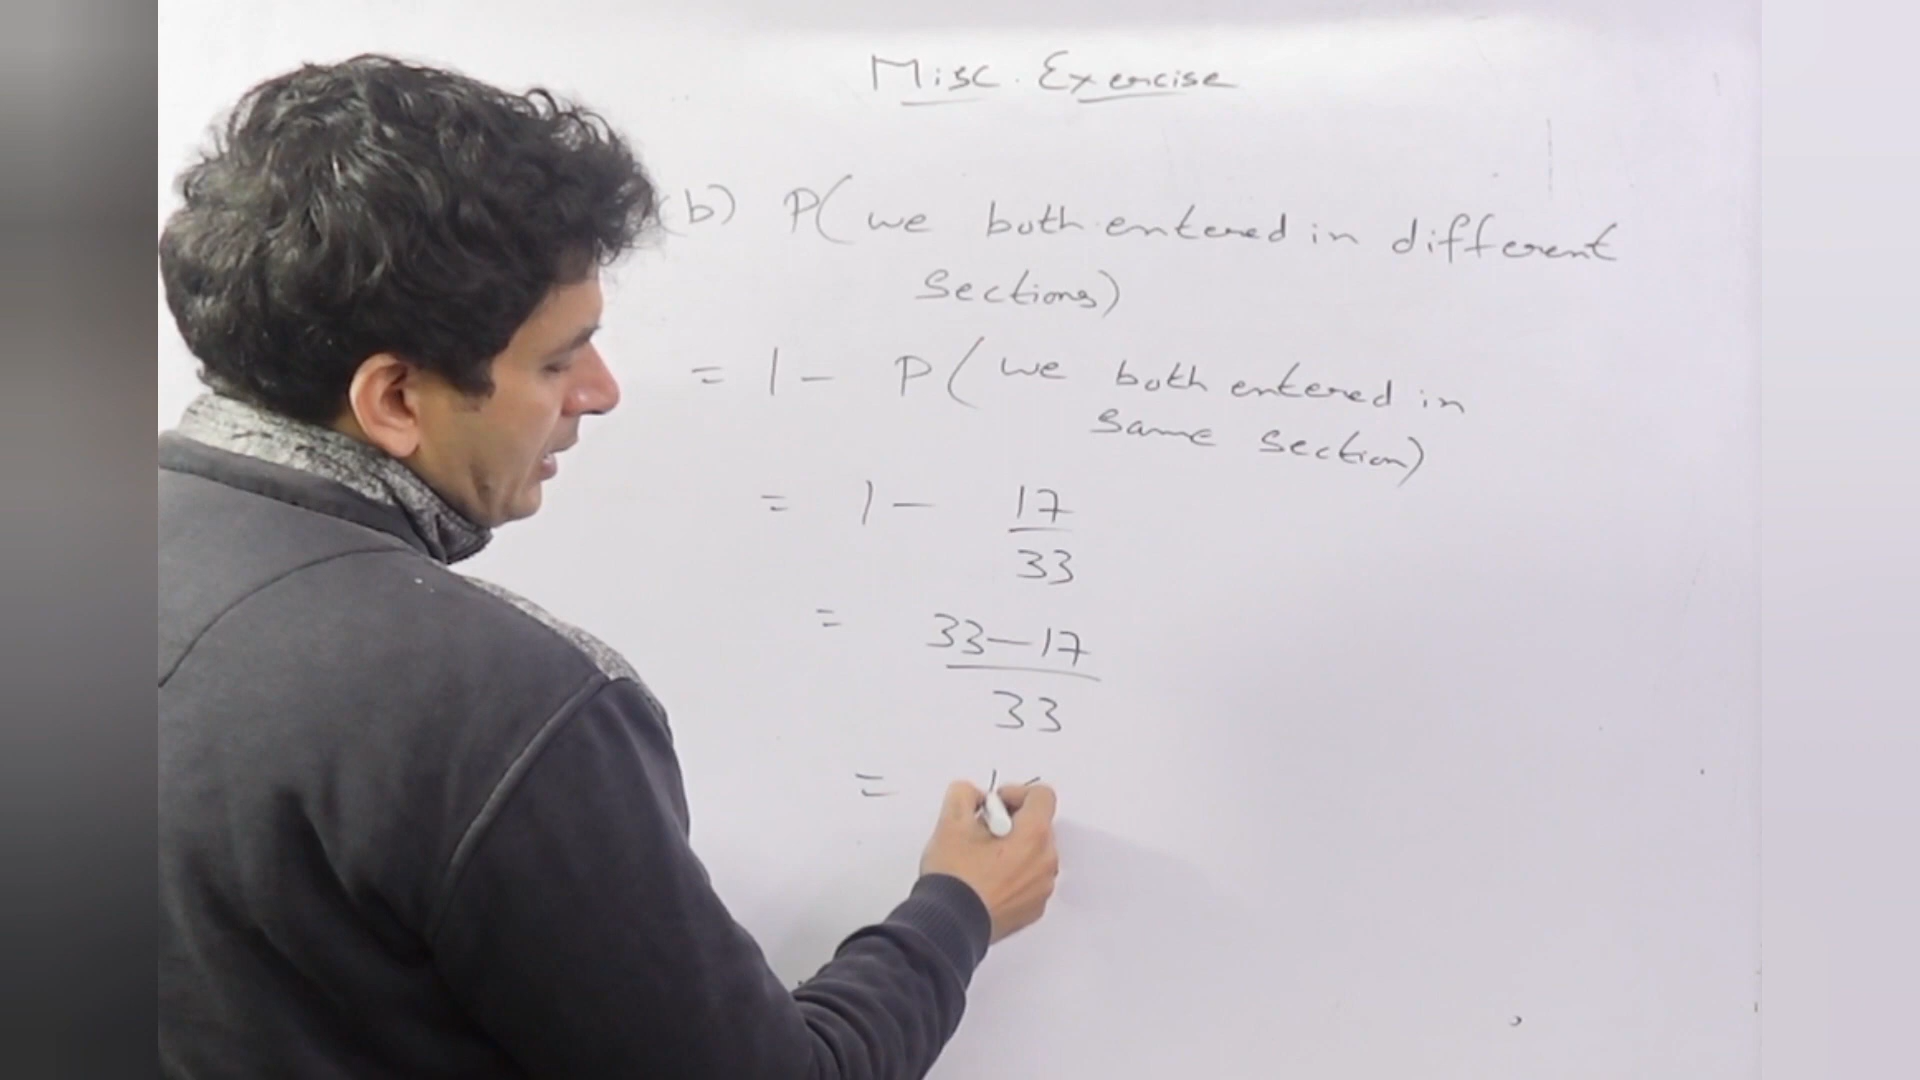 Misc. Exercise
(b) P(we both entered in different
sections)
= 1 - P(we both entered in
same section)
= 1 - 17
33
= 33-17
33
=